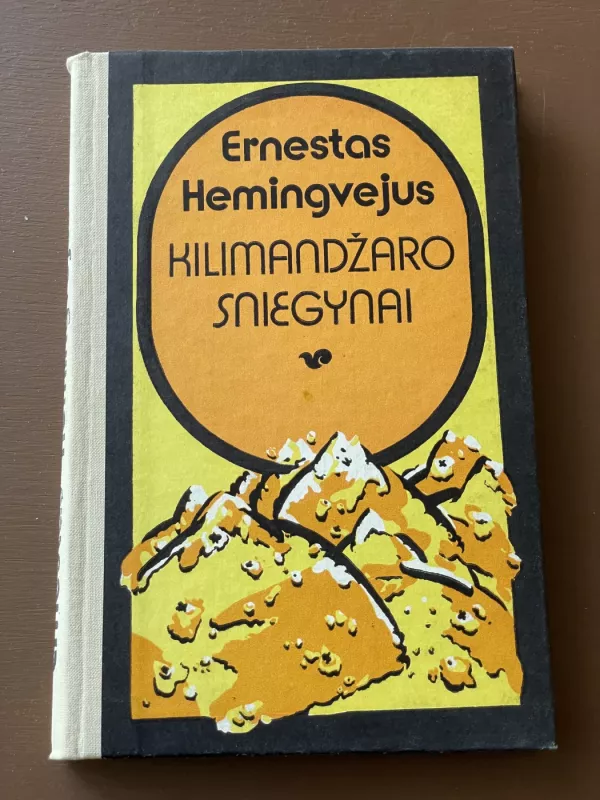 Ernestas
Hemingvejus
KILIMANDŽARO
SNIEGYNAI